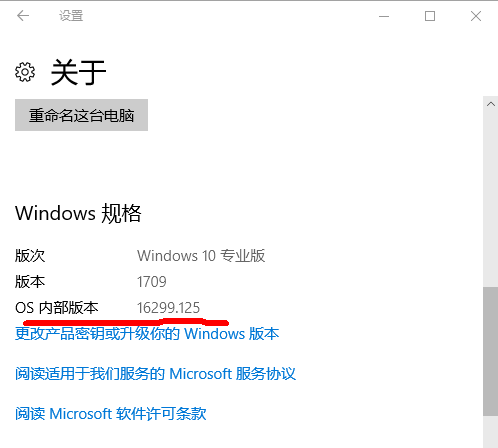 设置
关于
重命名这台电脑
Windows 规格
版次 Windows 10 专业版
版本 1709
OS 内部版本 16299.125
更改产品密钥或升级你的 Windows 版本
阅读适用于我们服务的 Microsoft 服务协议
阅读 Microsoft 软件许可条款